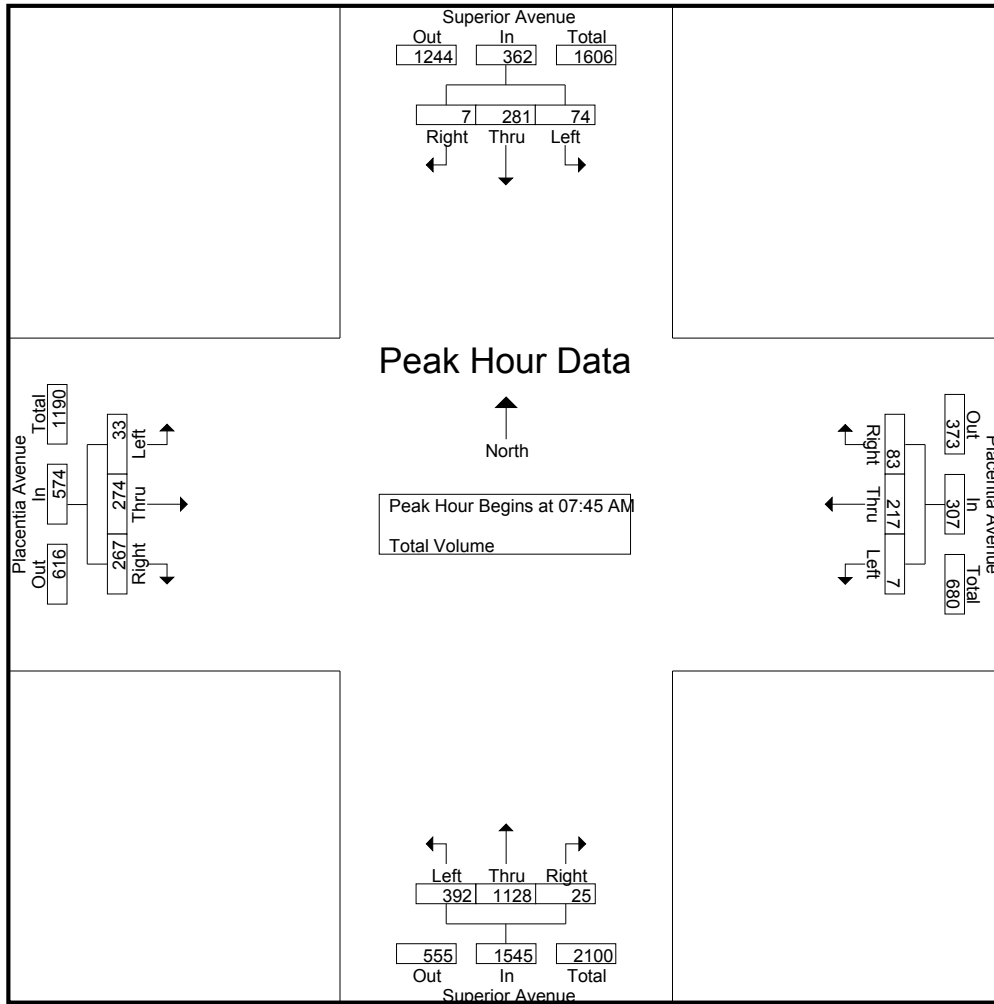 Superior Avenue
Out In Total
1244 362 1606
7 281 74
Right Thru Left
Peak Hour Data
North
Peak Hour Begins at 07:45 AM
Total Volume
Placentia Avenue
Out In Total
616 574 1190
267 274 33
Right Thru Left
Placentia Avenue
Out In Total
373 307 680
83 217 7
Right Thru Left
Left Thru Right
392 1128 25
555 1545 2100
Out In Total
Superior Avenue